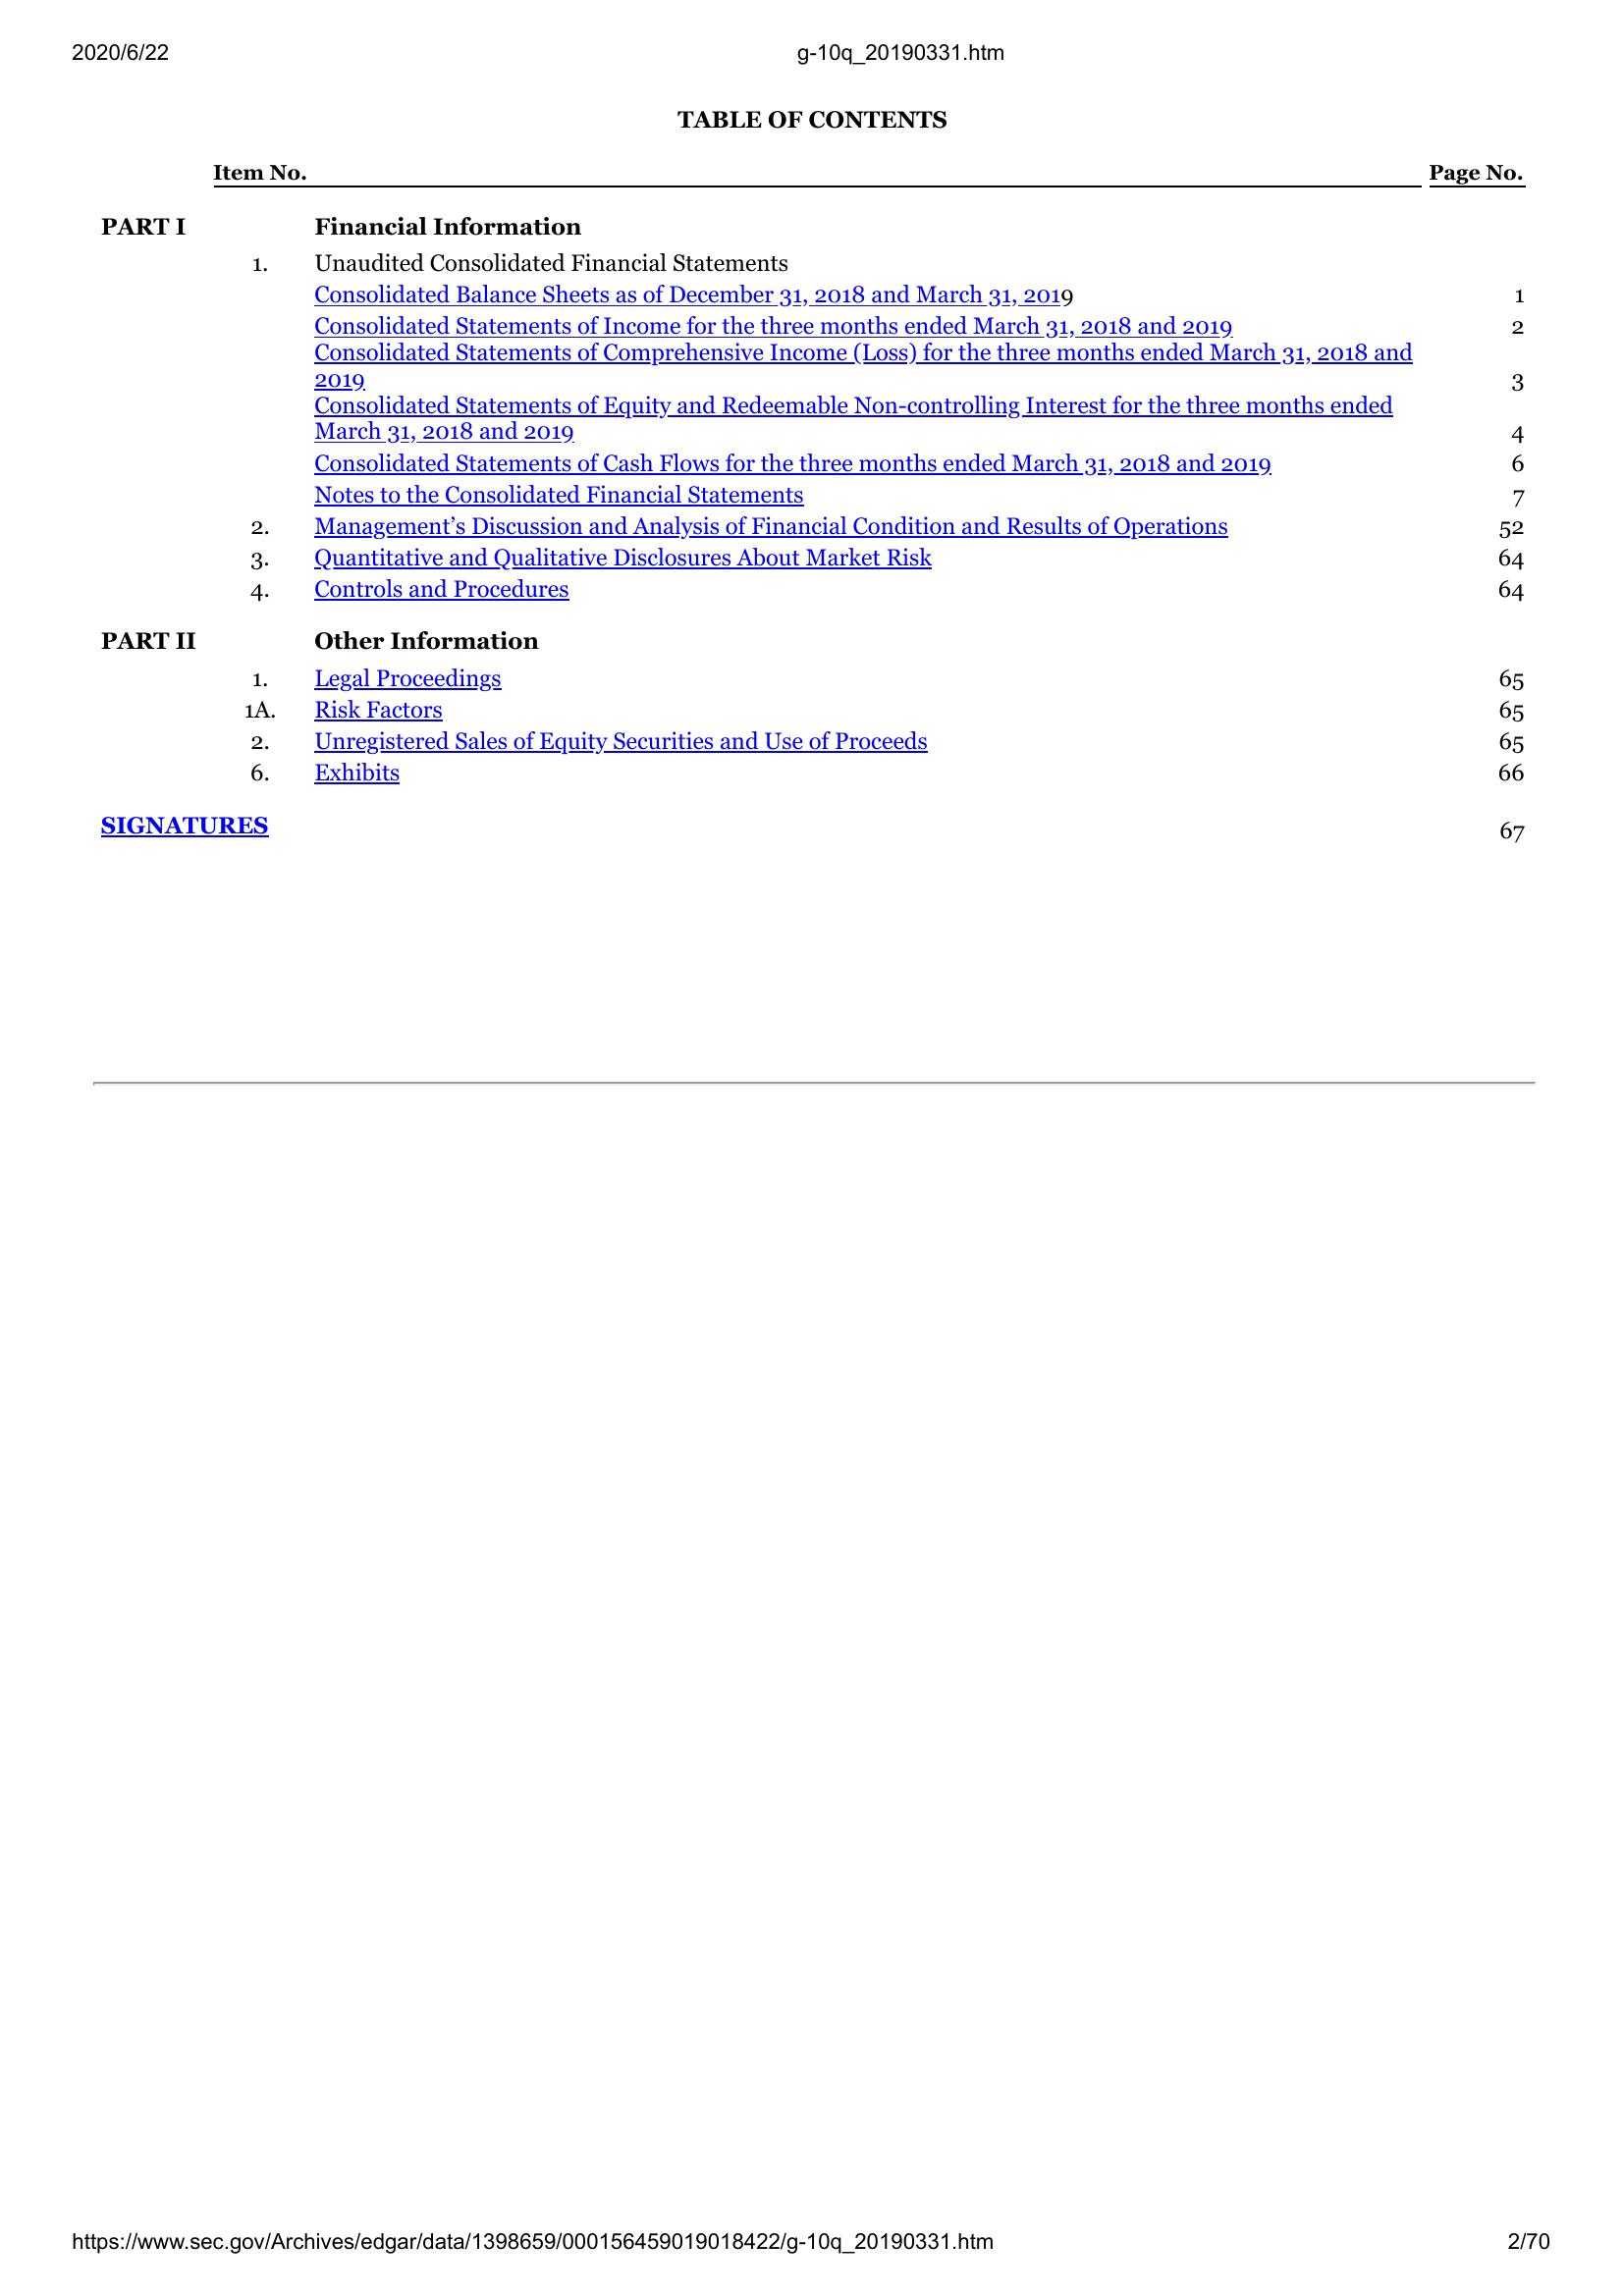 2020/6/22 g-10q_20190331.htm
TABLE OF CONTENTS
Item No. Page No.
PART I Financial Information
1. Unaudited Consolidated Financial Statements
Consolidated Balance Sheets as of December 31, 2018 and March 31, 2019 1
Consolidated Statements of Income for the three months ended March 31, 2018 and 2019 2
Consolidated Statements of Comprehensive Income (Loss) for the three months ended March 31, 2018 and
2019 3
Consolidated Statements of Equity and Redeemable Non-controlling Interest for the three months ended
March 31, 2018 and 2019 4
Consolidated Statements of Cash Flows for the three months ended March 31, 2018 and 2019 6
Notes to the Consolidated Financial Statements 7
2. Management’s Discussion and Analysis of Financial Condition and Results of Operations 52
3. Quantitative and Qualitative Disclosures About Market Risk 64
4. Controls and Procedures 64
PART II Other Information
1. Legal Proceedings 65
1A. Risk Factors 65
2. Unregistered Sales of Equity Securities and Use of Proceeds 65
6. Exhibits 66
SIGNATURES 67
https://www.sec.gov/Archives/edgar/data/1398659/000156459019018422/g-10q_20190331.htm 2/70